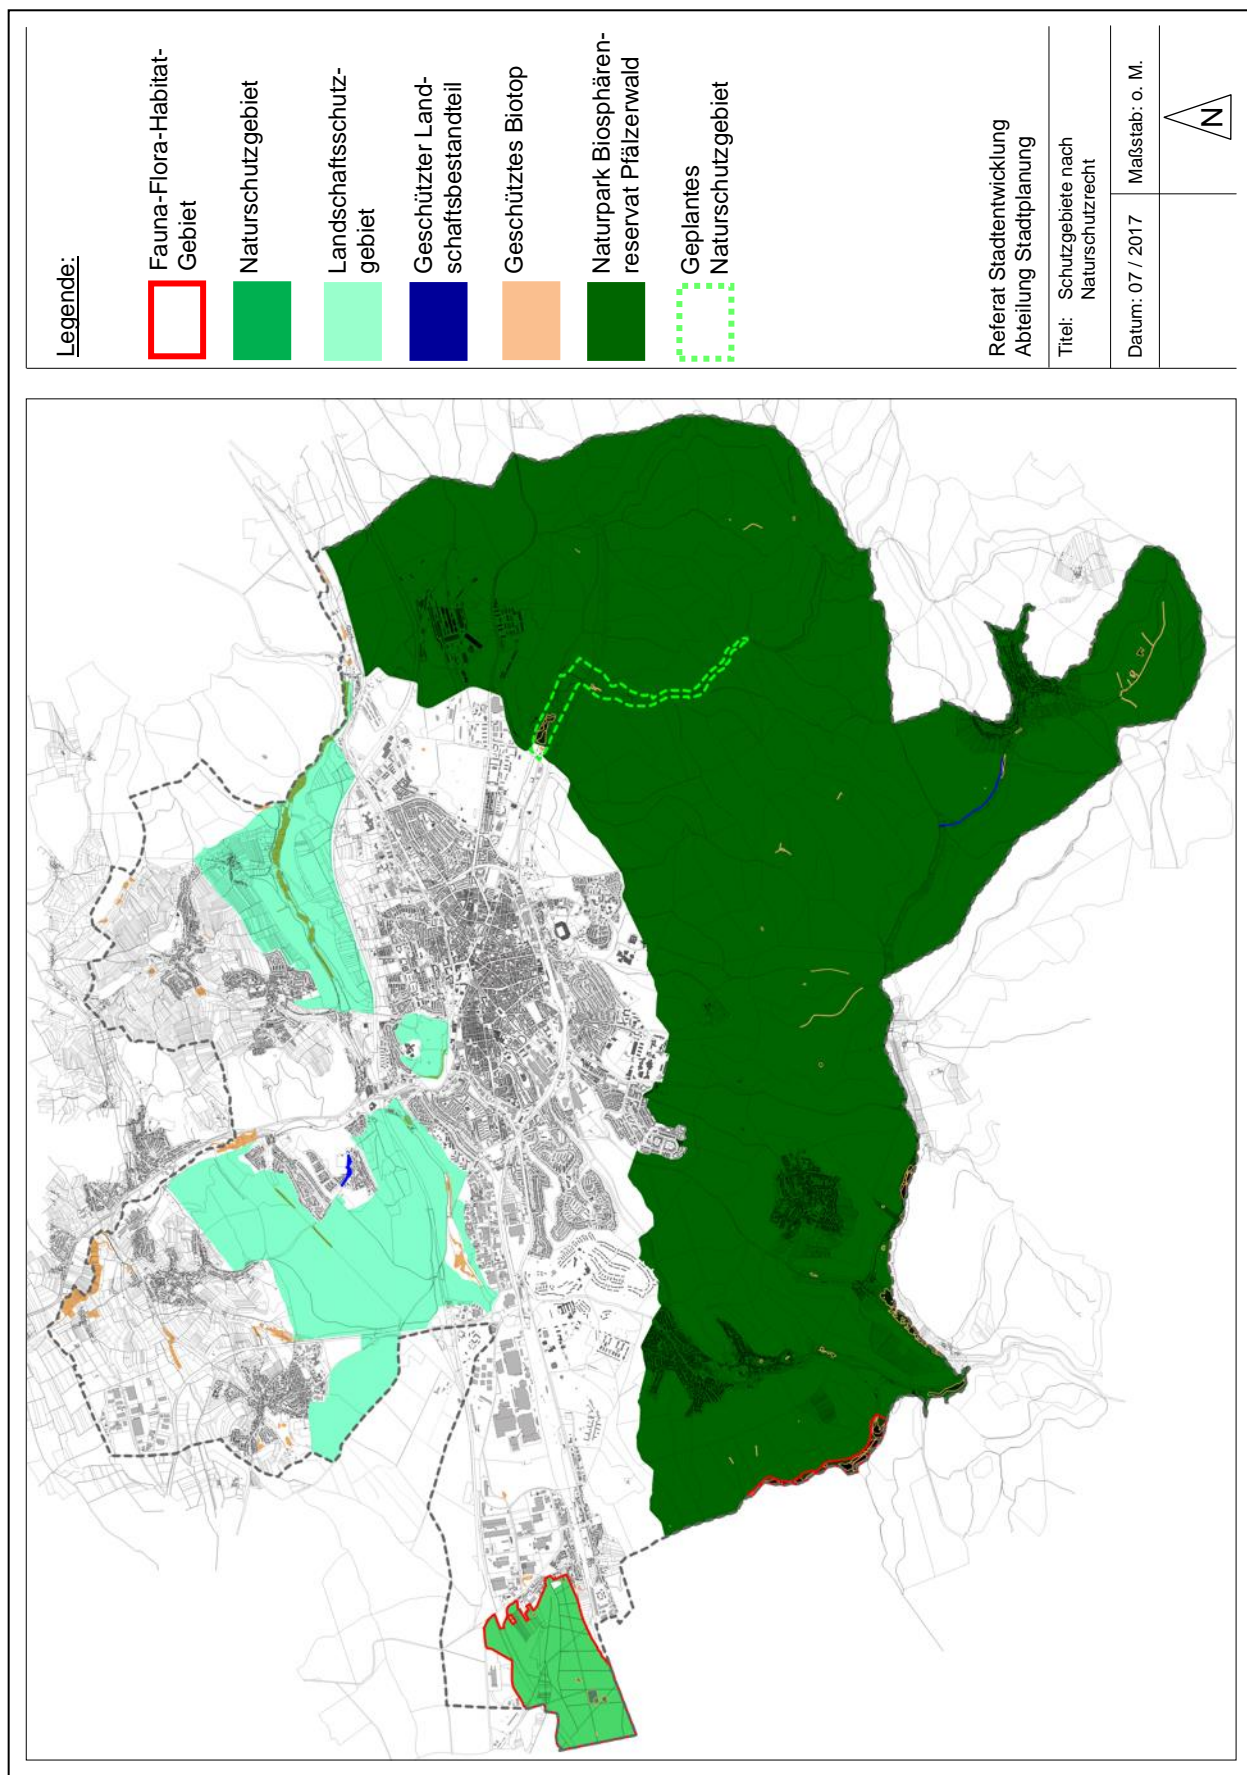 Legende:
Fauna-Flora-Habitat-
Gebiet
Naturschutzgebiet
Landschaftsschutz-
gebiet
Geschützter Land-
schaftsbestandteil
Geschütztes Biotop
Naturpark Biosphären-
reservat Pfälzerwald
Geplantes
Naturschutzgebiet
Referat Stadtentwicklung
Abteilung Stadtplanung
Titel: Schutzgebiete nach
Naturschutzrecht
Datum: 07 / 2017 Maßstab: o. M.
N